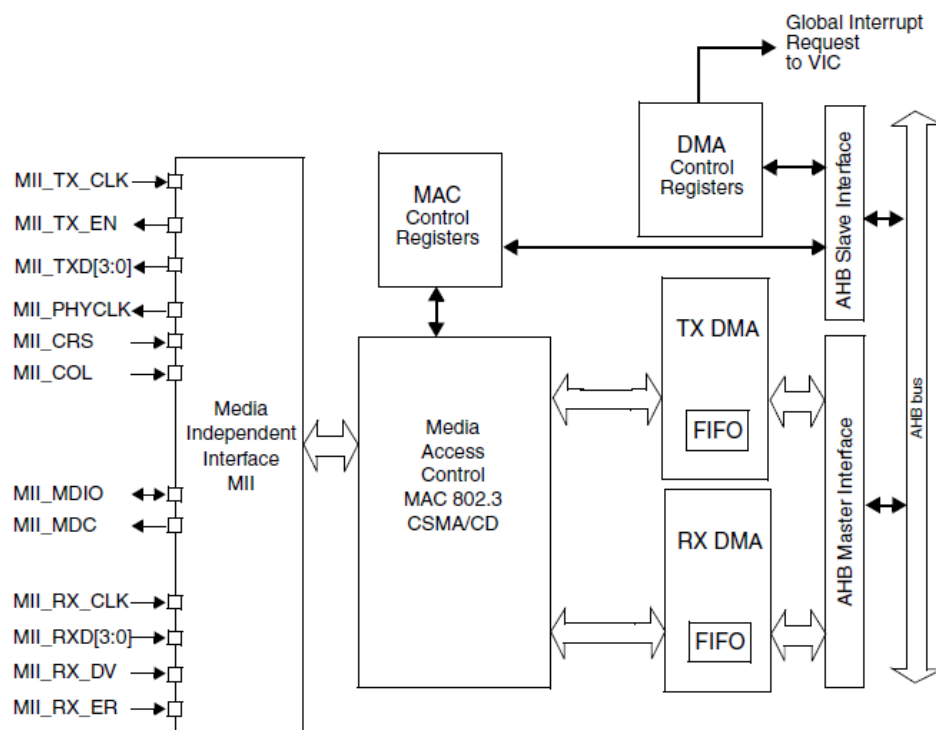 Global Interrupt
Request
to VIC
DMA
Control
Registers
AHB Slave Interface
MAC
Control
Registers
MII_TX_CLK
MII_TX_EN
MII_TXD[3:0]
MII_PHYCLK
MII_CRS
MII_COL
MII_MDIO
MII_MDC
MII_RX_CLK
MII_RXD[3:0]
MII_RX_DV
MII_RX_ER
Media
Independent
Interface
MII
Media
Access
Control
MAC 802.3
CSMA/CD
TX DMA
FIFO
RX DMA
FIFO
AHB Master Interface
AHB bus